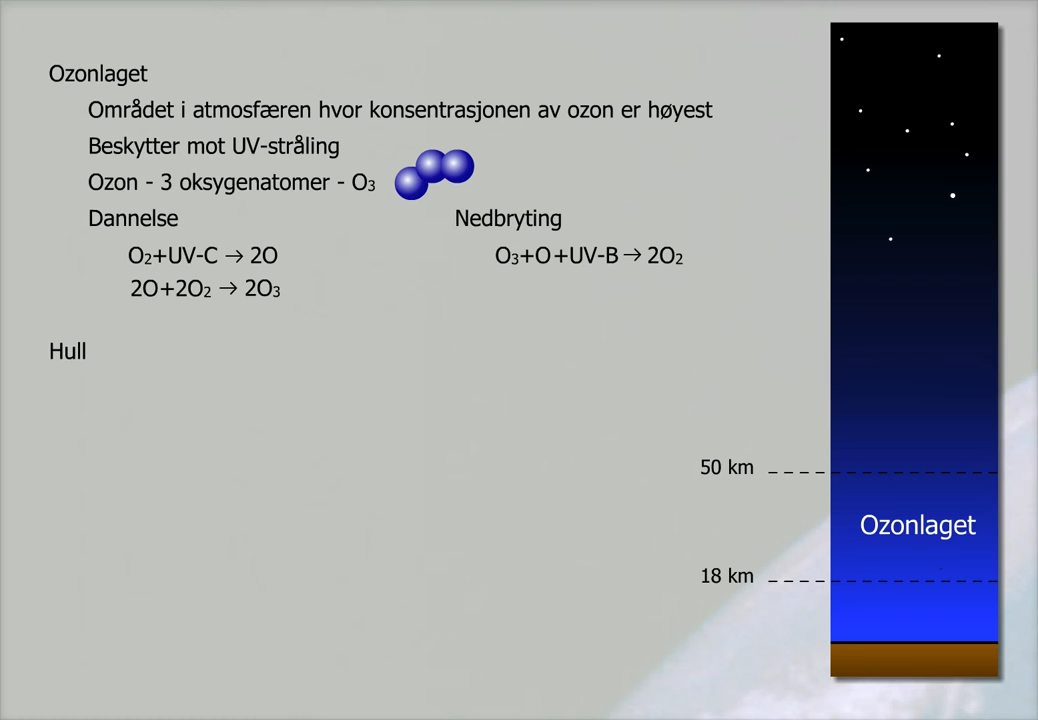 Ozonlaget
Området i atmosfæren hvor konsentrasjonen av ozon er høyest
Beskytter mot UV-stråling
Ozon - 3 oksygenatomer - O₃
Dannelse
Nedbryting
O₂+UV-C → 2O
O₃+O+UV-B → 2O₂
2O+2O₂ → 2O₃
Hull
50 km
Ozonlaget
18 km